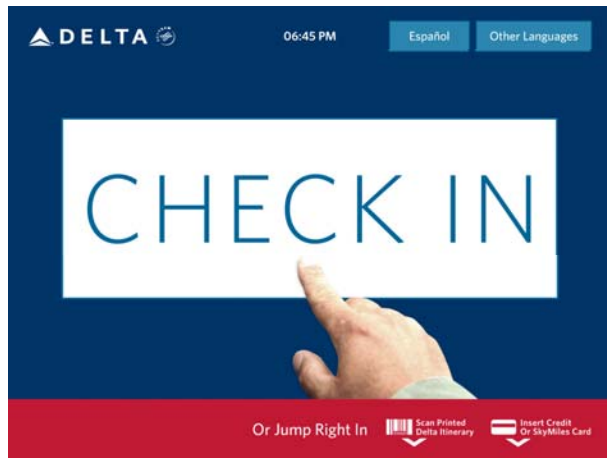 DELTA
06:45 PM
Español
Other Languages
CHECK IN
Or Jump Right In
Scan Printed
Delta Itinerary
Insert Credit
Or SkyMiles Card